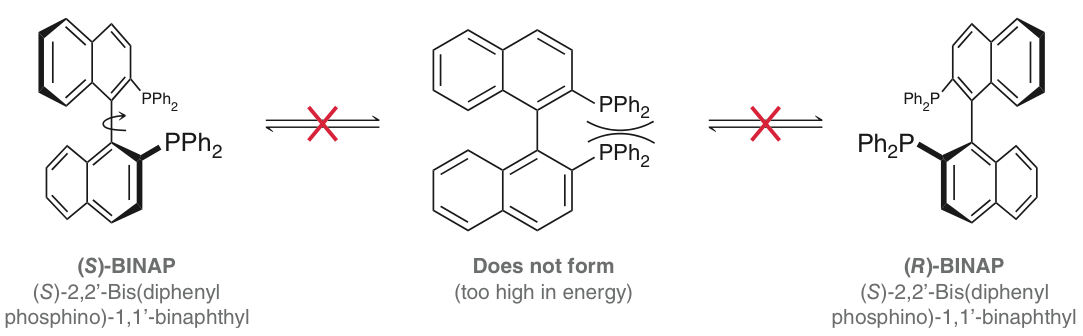 PPh2
PPh2
(S)-BINAP
(S)-2,2'-Bis(diphenyl
phosphino)-1,1'-binaphthyl
PPh2
PPh2
Does not form
(too high in energy)
Ph2P
Ph2P
(R)-BINAP
(S)-2,2'-Bis(diphenyl
phosphino)-1,1'-binaphthyl